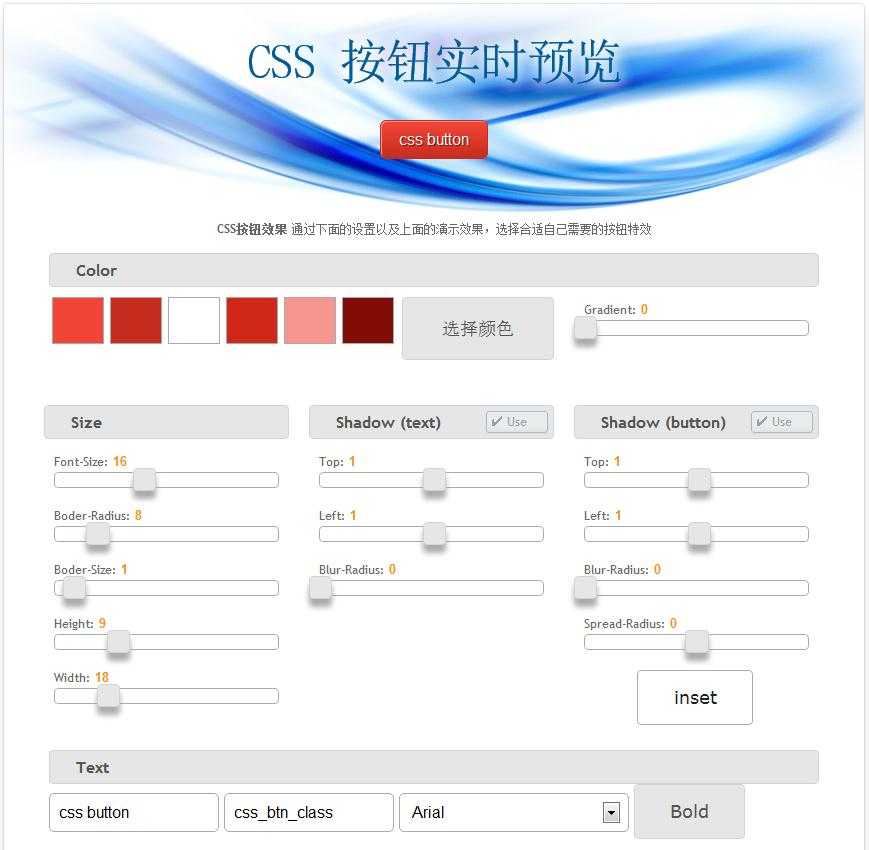 CSS 按钮实时预览
css button
CSS按钮效果 通过下面的设置以及上面的演示效果，选择合适自己需要的按钮特效
Color
选择颜色
Gradient: 0
Size
Shadow (text)
✔ Use
Shadow (button)
✔ Use
Font-Size: 16
Top: 1
Top: 1
Boder-Radius: 8
Left: 1
Left: 1
Boder-Size: 1
Blur-Radius: 0
Blur-Radius: 0
Height: 9
Spread-Radius: 0
Width: 18
inset
Text
css button
css_btn_class
Arial
Bold